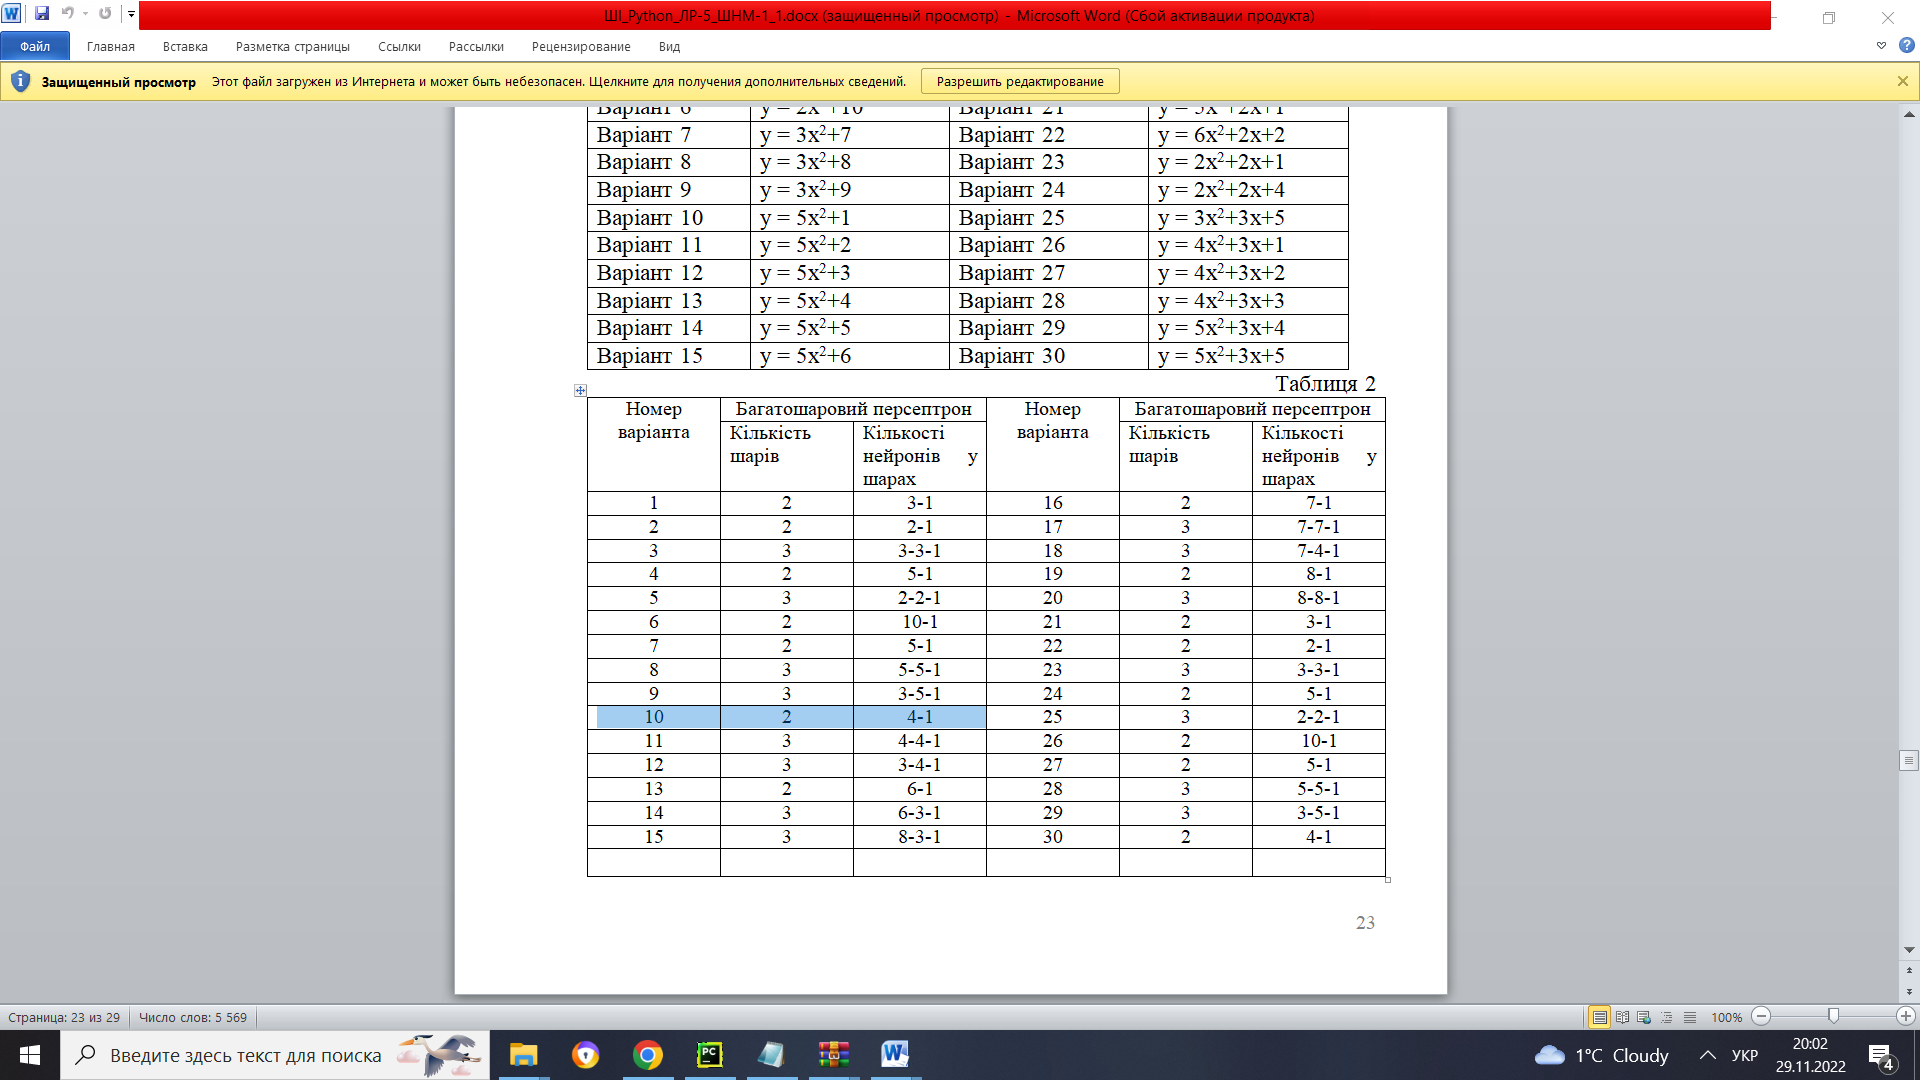 ШІ_Python_ЛР-5_ШНМ-1_1.docx (защищенный просмотр) - Microsoft Word (Сбой активации продукта)
Файл Главная Вставка Разметка страницы Ссылки Рассылки Рецензирование Вид
Защищенный просмотр Этот файл загружен из Интернета и может быть небезопасен. Щелкните для получения дополнительных сведений. Разрешить редактирование
Варіант 6 Варіант 21
Варіант 7 y = 3x²+7 Варіант 22 y = 6x²+2x+2
Варіант 8 y = 3x²+8 Варіант 23 y = 2x²+2x+1
Варіант 9 y = 3x²+9 Варіант 24 y = 2x²+2x+4
Варіант 10 y = 5x²+1 Варіант 25 y = 3x²+3x+5
Варіант 11 y = 5x²+2 Варіант 26 y = 4x²+3x+1
Варіант 12 y = 5x²+3 Варіант 27 y = 4x²+3x+2
Варіант 13 y = 5x²+4 Варіант 28 y = 4x²+3x+3
Варіант 14 y = 5x²+5 Варіант 29 y = 5x²+3x+4
Варіант 15 y = 5x²+6 Варіант 30 y = 5x²+3x+5
Таблиця 2
Номер варіанта Багатошаровий персептрон Номер варіанта Багатошаровий персептрон
Кількість шарів Кількості нейронів у шарах Кількість шарів Кількості нейронів у шарах
1 2 3-1 16 2 7-1
2 2 2-1 17 3 7-7-1
3 3 3-3-1 18 3 7-4-1
4 2 5-1 19 2 8-1
5 3 2-2-1 20 3 8-8-1
6 2 10-1 21 2 3-1
7 2 5-1 22 2 2-1
8 3 5-5-1 23 3 3-3-1
9 3 3-5-1 24 2 5-1
10 2 4-1 25 3 2-2-1
11 3 4-4-1 26 2 10-1
12 3 3-4-1 27 2 5-1
13 2 6-1 28 3 5-5-1
14 3 6-3-1 29 3 3-5-1
15 3 8-3-1 30 2 4-1
23
Страница: 23 из 29 Число слов: 5 569 100%
Введите здесь текст для поиска 1°C Cloudy УКР 20:02
29.11.2022 4